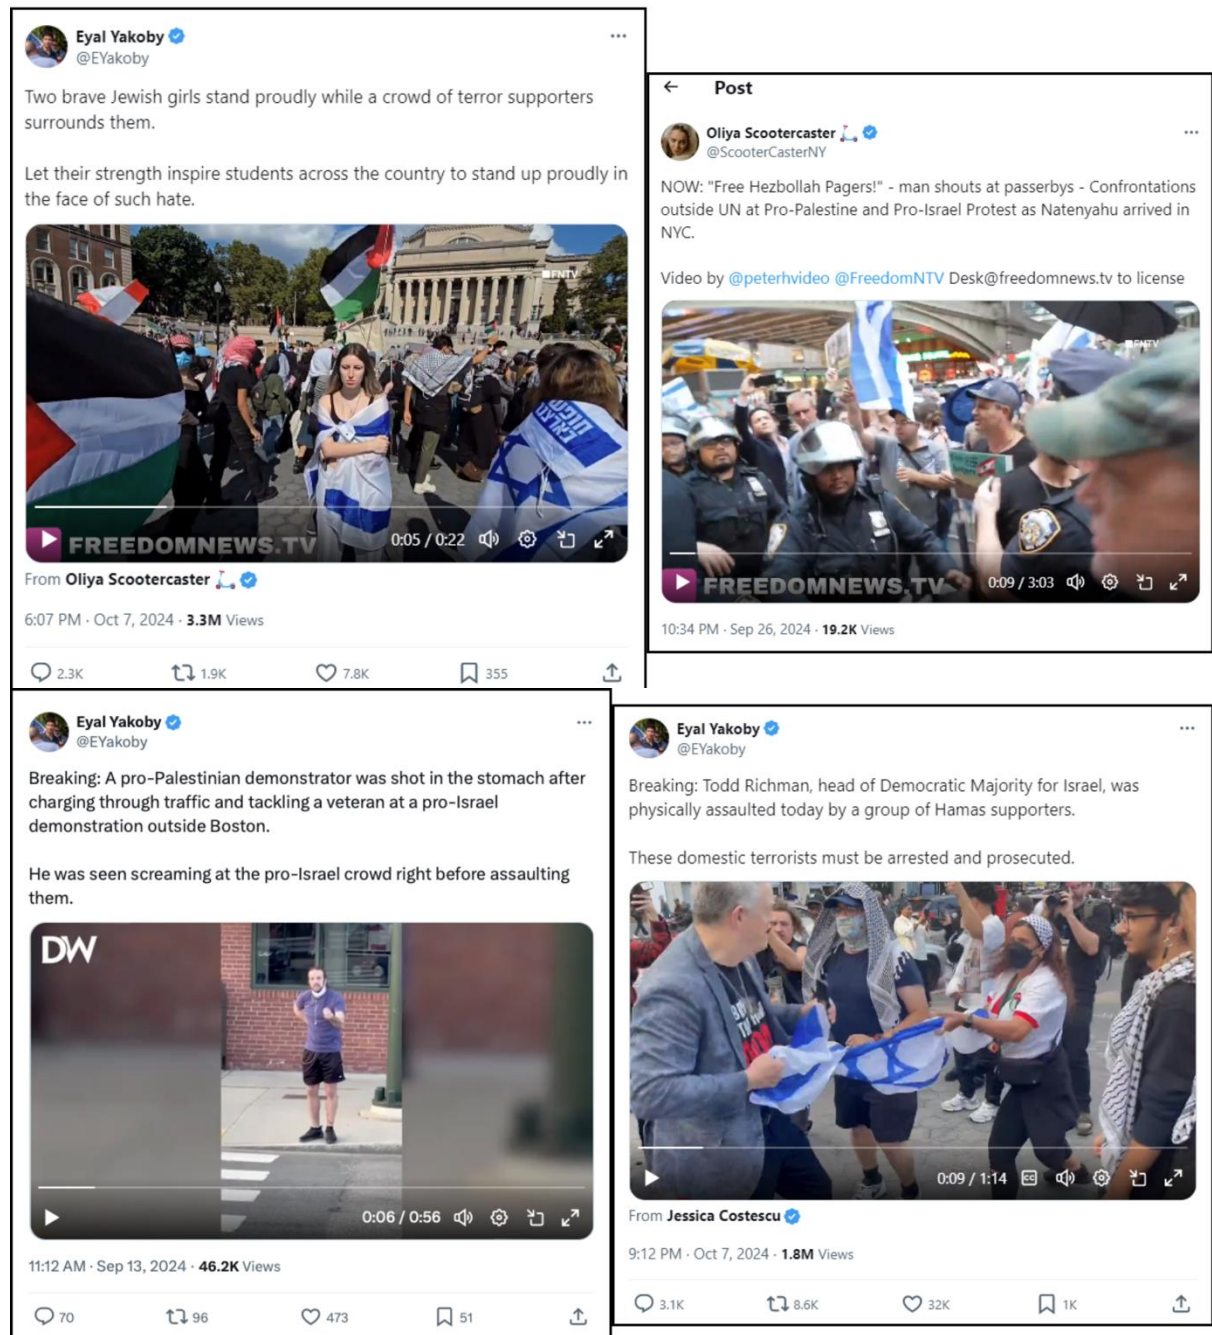 Eyal Yakoby
@EYakoby
Two brave Jewish girls stand proudly while a crowd of terror supporters
surrounds them.
Let their strength inspire students across the country to stand up proudly in
the face of such hate.
FNTV
חופשי
בארצנו
FREEDOMNEWS.TV
0:05 / 0:22
From Oliya Scootercaster 🛴
6:07 PM · Oct 7, 2024 · 3.3M Views
2.3K 1.9K 7.8K 355
Post
Oliya Scootercaster 🛴
@ScooterCasterNY
NOW: "Free Hezbollah Pagers!" - man shouts at passerbys - Confrontations
outside UN at Pro-Palestine and Pro-Israel Protest as Natenyahu arrived in
NYC.
Video by @peterhvideo @FreedomNTV Desk@freedomnews.tv to license
FNTV
FREEDOMNEWS.TV
0:09 / 3:03
10:34 PM · Sep 26, 2024 · 19.2K Views
Eyal Yakoby
@EYakoby
Breaking: A pro-Palestinian demonstrator was shot in the stomach after
charging through traffic and tackling a veteran at a pro-Israel
demonstration outside Boston.
He was seen screaming at the pro-Israel crowd right before assaulting
them.
DW
0:06 / 0:56
11:12 AM · Sep 13, 2024 · 46.2K Views
70 96 473 51
Eyal Yakoby
@EYakoby
Breaking: Todd Richman, head of Democratic Majority for Israel, was
physically assaulted today by a group of Hamas supporters.
These domestic terrorists must be arrested and prosecuted.
0:09 / 1:14
CC
From Jessica Costescu
9:12 PM · Oct 7, 2024 · 1.8M Views
3.1K 8.6K 32K 1K